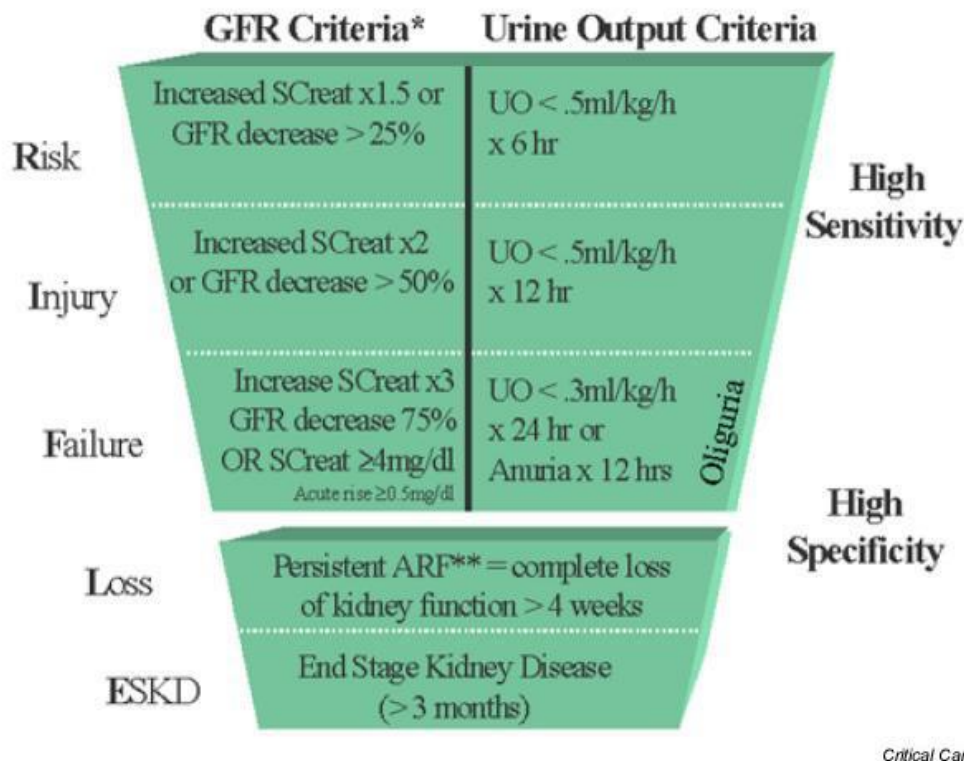 GFR Criteria*
Urine Output Criteria
Risk
Increased SCreat x1.5 or
GFR decrease > 25%
UO < .5ml/kg/h
x 6 hr
High
Sensitivity
Injury
Increased SCreat x2
or GFR decrease > 50%
UO < .5ml/kg/h
x 12 hr
Failure
Increase SCreat x3
GFR decrease 75%
OR SCreat ≥4mg/dl
Acute rise ≥0.5mg/dl
UO < .3ml/kg/h
x 24 hr or
Anuria x 12 hrs
Oliguria
High
Specificity
Loss
Persistent ARF** = complete loss
of kidney function > 4 weeks
ESKD
End Stage Kidney Disease
(> 3 months)
Critical Car